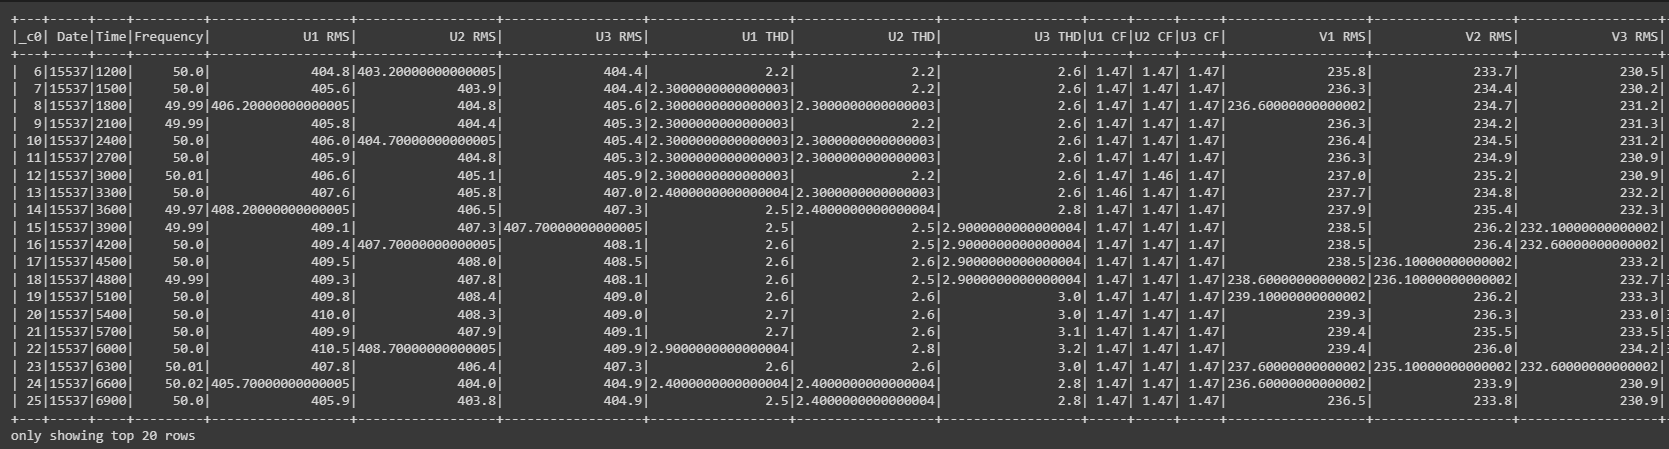 +---+-----+----+---------+------------------+------------------+------------------+------------------+------------------+------------------+-----+-----+-----+------------------+------------------+------------------+
|_c0| Date|Time|Frequency|            U1 RMS|            U2 RMS|            U3 RMS|            U1 THD|            U2 THD|            U3 THD|U1 CF|U2 CF|U3 CF|            V1 RMS|            V2 RMS|            V3 RMS|
+---+-----+----+---------+------------------+------------------+------------------+------------------+------------------+------------------+-----+-----+-----+------------------+------------------+------------------+
|  6|15537|1200|     50.0|             404.8|403.20000000000005|             404.4|               2.2|               2.2|               2.6| 1.47| 1.47| 1.47|             235.8|             233.7|             230.5|
|  7|15537|1500|     50.0|             405.6|             403.9|             404.4|2.3000000000000003|               2.2|               2.6| 1.47| 1.47| 1.47|             236.3|             234.4|             230.2|
|  8|15537|1800|    49.99|406.20000000000005|             404.8|             405.6|2.3000000000000003|2.3000000000000003|               2.6| 1.47| 1.47| 1.47|236.60000000000002|             234.7|             231.2|
|  9|15537|2100|    49.99|             405.8|             404.4|             405.3|2.3000000000000003|               2.2|               2.6| 1.47| 1.47| 1.47|             236.3|             234.2|             231.3|
| 10|15537|2400|     50.0|             406.0|404.70000000000005|             405.4|2.3000000000000003|2.3000000000000003|               2.6| 1.47| 1.47| 1.47|             236.4|             234.5|             231.2|
| 11|15537|2700|     50.0|             405.9|             404.8|             405.3|2.3000000000000003|2.3000000000000003|               2.6| 1.47| 1.47| 1.47|             236.3|             234.9|             230.9|
| 12|15537|3000|    50.01|             406.6|             405.1|             405.9|2.3000000000000003|               2.2|               2.6| 1.47| 1.46| 1.47|             237.0|             235.2|             230.9|
| 13|15537|3300|     50.0|             407.6|             405.8|             407.0|2.4000000000000004|2.3000000000000003|               2.6| 1.46| 1.47| 1.47|             237.7|             234.8|             232.2|
| 14|15537|3600|    49.97|408.20000000000005|             406.5|             407.3|               2.5|2.4000000000000004|               2.8| 1.47| 1.47| 1.47|             237.9|             235.4|             232.3|
| 15|15537|3900|    49.99|             409.1|             407.3|407.70000000000005|               2.5|               2.5|2.9000000000000004| 1.47| 1.47| 1.47|             238.5|             236.2|232.10000000000002|
| 16|15537|4200|     50.0|             409.4|407.70000000000005|             408.1|               2.6|               2.5|2.9000000000000004| 1.47| 1.47| 1.47|             238.5|             236.4|232.60000000000002|
| 17|15537|4500|     50.0|             409.5|             408.0|             408.5|               2.6|               2.6|2.9000000000000004| 1.47| 1.47| 1.47|             238.5|236.10000000000002|             233.2|
| 18|15537|4800|    49.99|             409.3|             407.8|             408.1|               2.6|               2.5|2.9000000000000004| 1.47| 1.47| 1.47|238.60000000000002|236.10000000000002|             232.7|
| 19|15537|5100|     50.0|             409.8|             408.4|             409.0|               2.6|               2.6|               3.0| 1.47| 1.47| 1.47|239.10000000000002|             236.2|             233.3|
| 20|15537|5400|     50.0|             410.0|             408.3|             409.0|               2.7|               2.6|               3.0| 1.47| 1.47| 1.47|             239.3|             236.3|             233.0|
| 21|15537|5700|     50.0|             409.9|             407.9|             409.1|               2.7|               2.6|               3.1| 1.47| 1.47| 1.47|             239.4|             235.5|             233.5|
| 22|15537|6000|     50.0|             410.5|408.70000000000005|             409.9|2.9000000000000004|               2.8|               3.2| 1.47| 1.47| 1.47|             239.4|             236.0|             234.2|
| 23|15537|6300|    50.01|             407.8|             406.4|             407.3|               2.6|               2.6|               3.0| 1.47| 1.47| 1.47|237.60000000000002|235.10000000000002|232.60000000000002|
| 24|15537|6600|    50.02|405.70000000000005|             404.0|             404.9|2.4000000000000004|2.4000000000000004|               2.8| 1.47| 1.47| 1.47|236.60000000000002|             233.9|             230.9|
| 25|15537|6900|     50.0|             405.9|             403.8|             404.9|               2.5|2.4000000000000004|               2.8| 1.47| 1.47| 1.47|             236.5|             233.8|             230.9|
+---+-----+----+---------+------------------+------------------+------------------+------------------+------------------+------------------+-----+-----+-----+------------------+------------------+------------------+
only showing top 20 rows